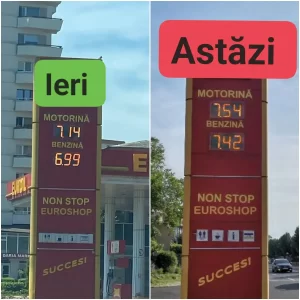 Ieri
MOTORINĂ
7.14
BENZINĂ
6.99
NON STOP
EUROSHOP
SUCCES!
Astăzi
MOTORINĂ
7.54
BENZINĂ
7.42
NON STOP
EUROSHOP
SUCCES!